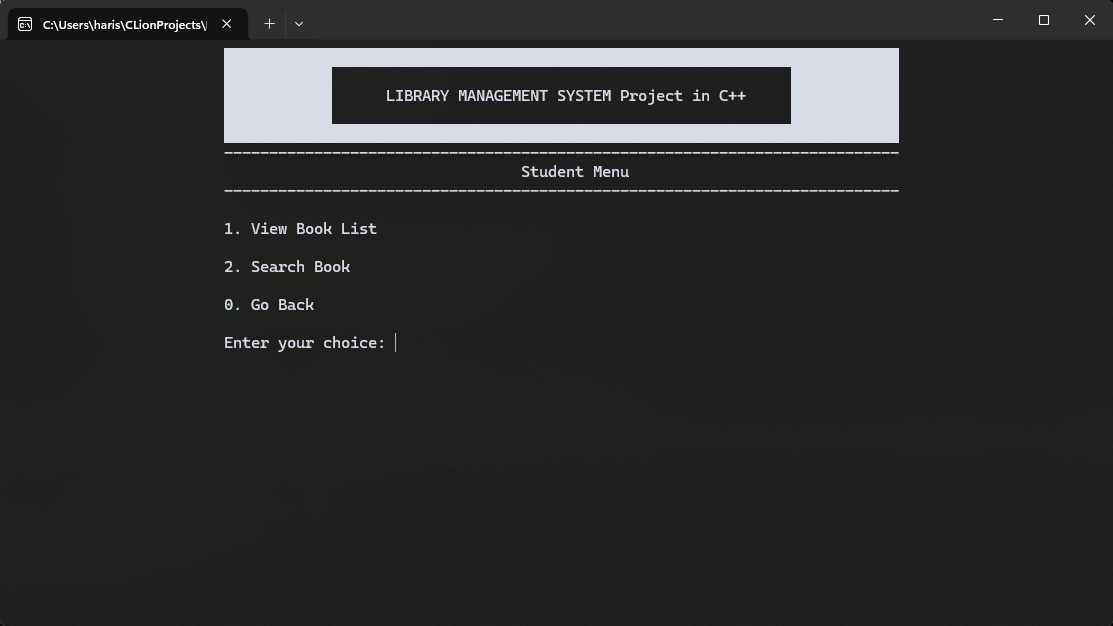 C:\Users\haris\CLionProjects\
LIBRARY MANAGEMENT SYSTEM Project in C++
---------------------------------------------------------------------------
Student Menu
---------------------------------------------------------------------------
1. View Book List
2. Search Book
0. Go Back
Enter your choice: